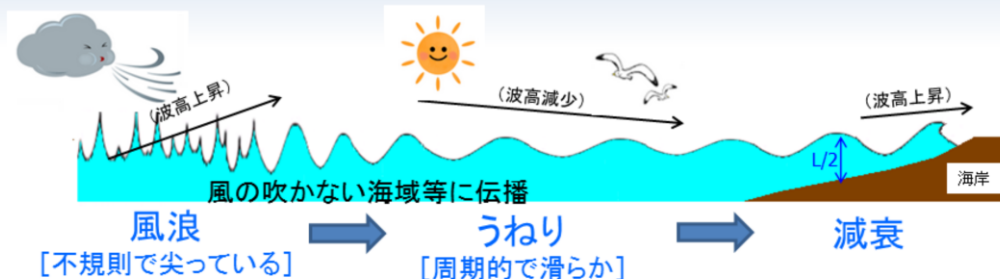 (波高上昇)
(波高減少)
(波高上昇)
L/2
海岸
風の吹かない海域等に伝播
風浪
うねり
減衰
[不規則で尖っている]
[周期的で滑らか]